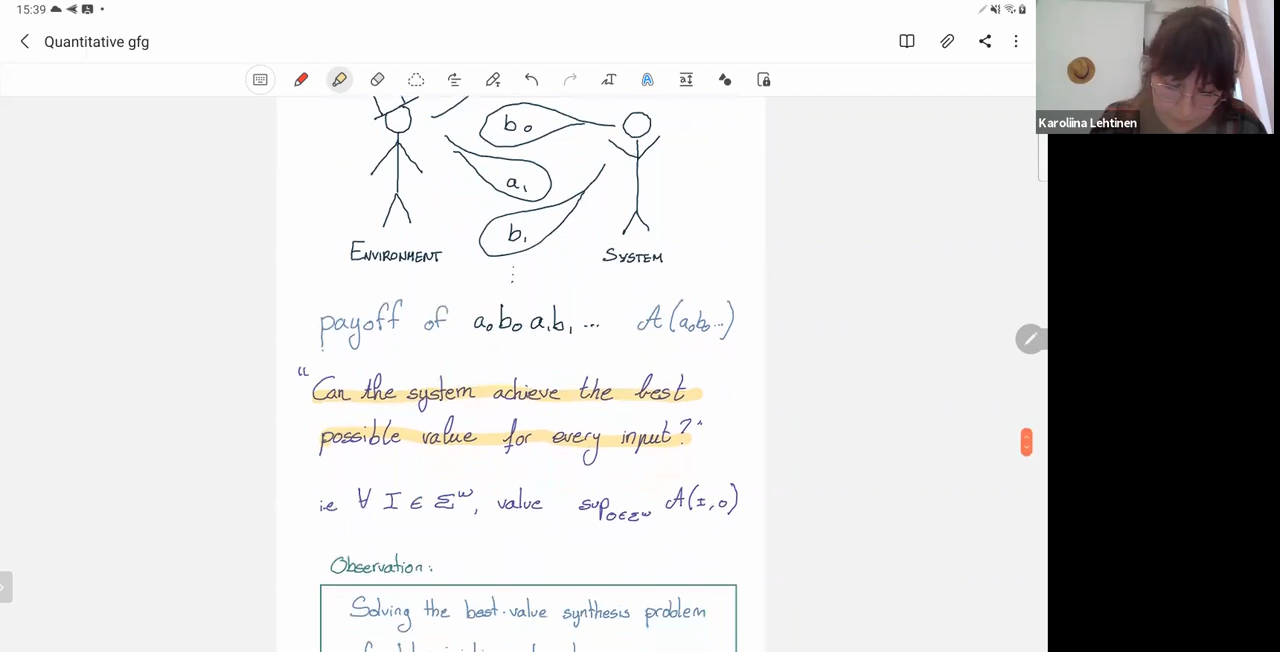 15:39
Quantitative gfg
Karoliina Lehtinen
b₀
a₁
b₁
ENVIRONMENT
SYSTEM
⋮
payoff of a₀b₀a₁b₁... 𝒜(a₀b₀...)
"Can the system achieve the best
possible value for every input?"
i.e ∀ I ∈ Σ^ω, value sup_{O∈Σ^ω} 𝒜(I,O)
Observation:
Solving the best-value synthesis problem